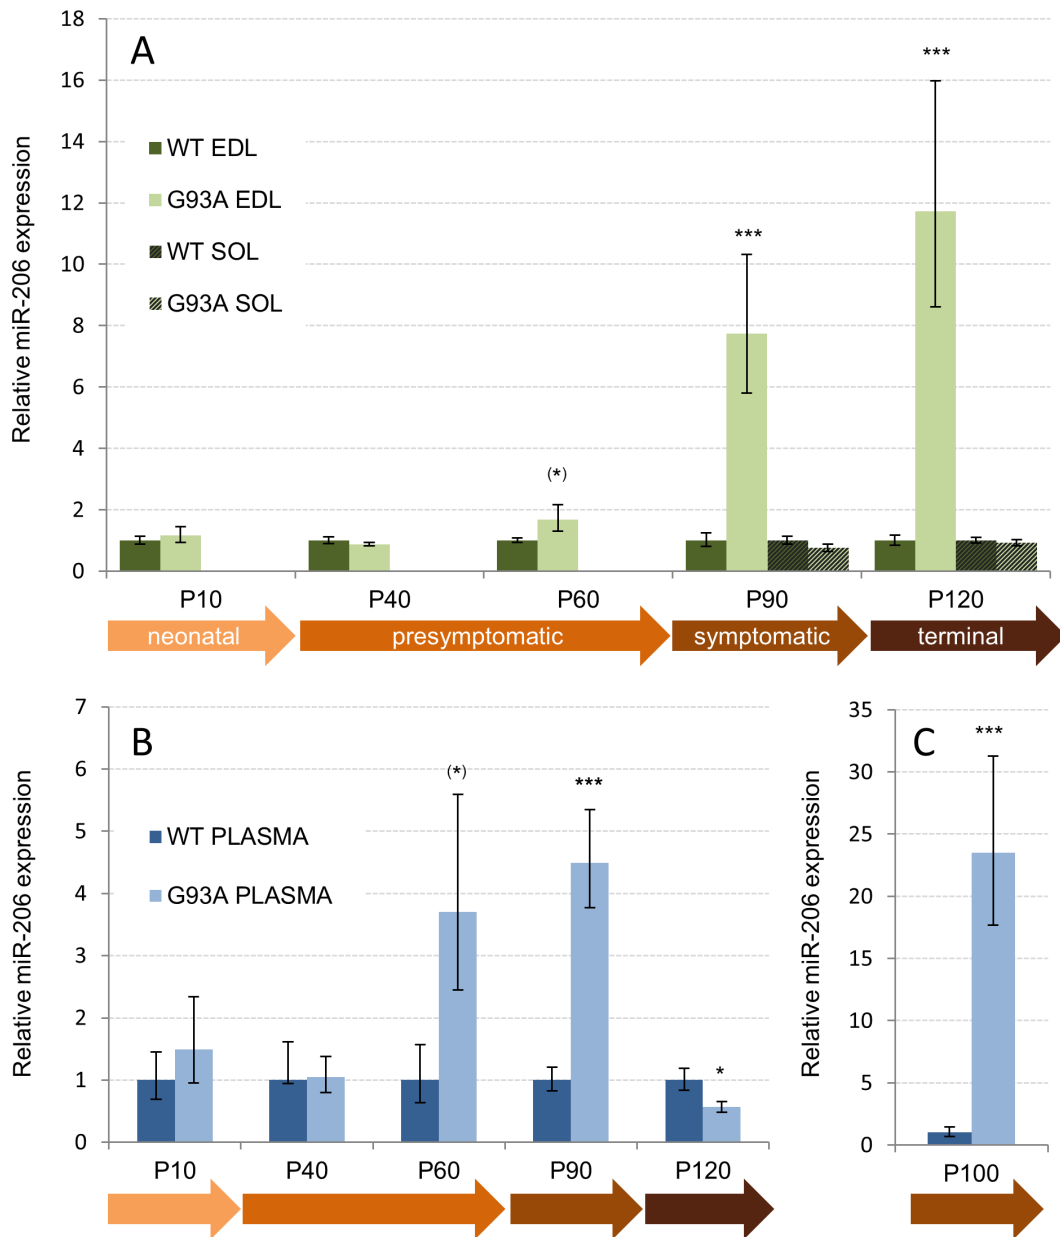 A
18
16
14
12
10
8
6
4
2
0
Relative miR-206 expression
WT EDL
G93A EDL
WT SOL
G93A SOL
(*)
***
***
P10 P40 P60 P90 P120
neonatal presymptomatic symptomatic terminal
B
7
6
5
4
3
2
1
0
Relative miR-206 expression
WT PLASMA
G93A PLASMA
(*)
***
*
P10 P40 P60 P90 P120
C
35
30
25
20
15
10
5
0
Relative miR-206 expression
***
P100